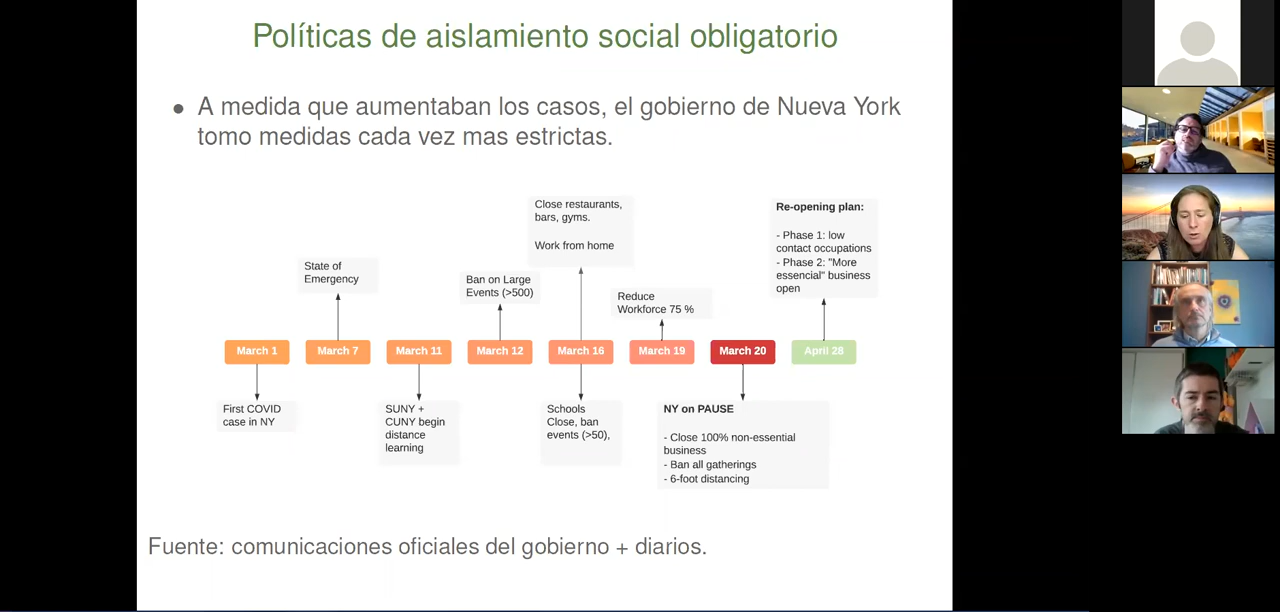 Políticas de aislamiento social obligatorio
● A medida que aumentaban los casos, el gobierno de Nueva York
tomo medidas cada vez mas estrictas.
Close restaurants,
bars, gyms.
Work from home
Re-opening plan:
- Phase 1: low
contact occupations
- Phase 2: "More
essencial" business
open
State of
Emergency
Ban on Large
Events (>500)
Reduce
Workforce 75 %
March 1
March 7
March 11
March 12
March 16
March 19
March 20
April 28
First COVID
case in NY
SUNY +
CUNY begin
distance
learning
Schools
Close, ban
events (>50),
NY on PAUSE
- Close 100% non-essential
business
- Ban all gatherings
- 6-foot distancing
Fuente: comunicaciones oficiales del gobierno + diarios.